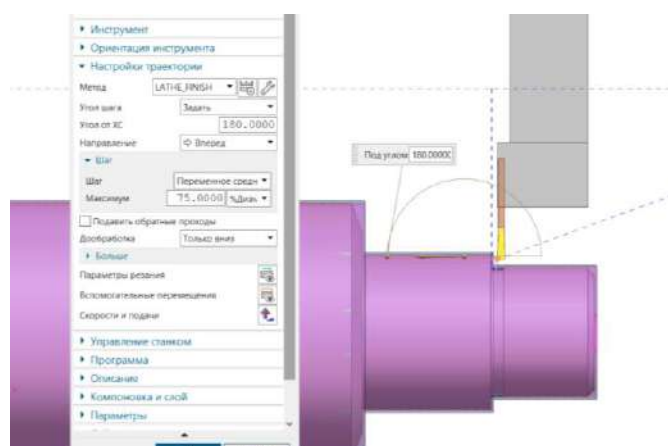 Инструмент
Ориентация инструмента
Настройки траектории
Метод LATHE_FINISH
Угол шага Задать
Угол от XC 180.0000
Направление Вперед
Шаг
Шаг Переменное средн
Максимум 75.0000 %Диам
Подавить обратные проходы
Дообработка Только вниз
Больше
Параметры резания
Вспомогательные перемещения
Скорости и подачи
Управление станком
Программа
Описание
Компоновка и слой
Параметры
Под углом 180.0000